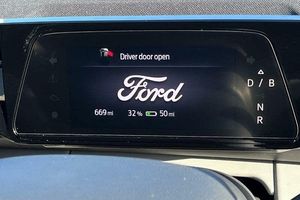 Driver door open
Ford
D / B
N
R
669 mi 32 % 50 mi